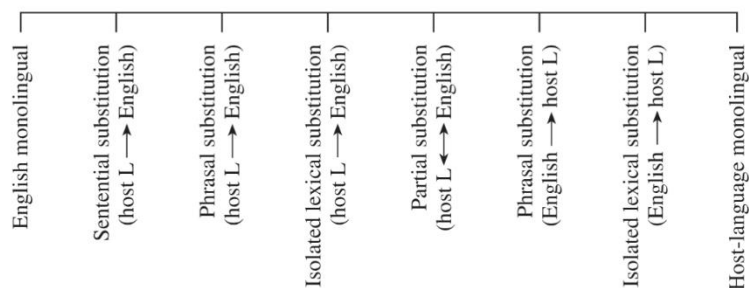 English monolingual
Sentential substitution
(host L ⟶ English)
Phrasal substitution
(host L ⟶ English)
Isolated lexical substitution
(host L ⟶ English)
Partial substitution
(host L ⟷ English)
Phrasal substitution
(English ⟶ host L)
Isolated lexical substitution
(English ⟶ host L)
Host-language monolingual